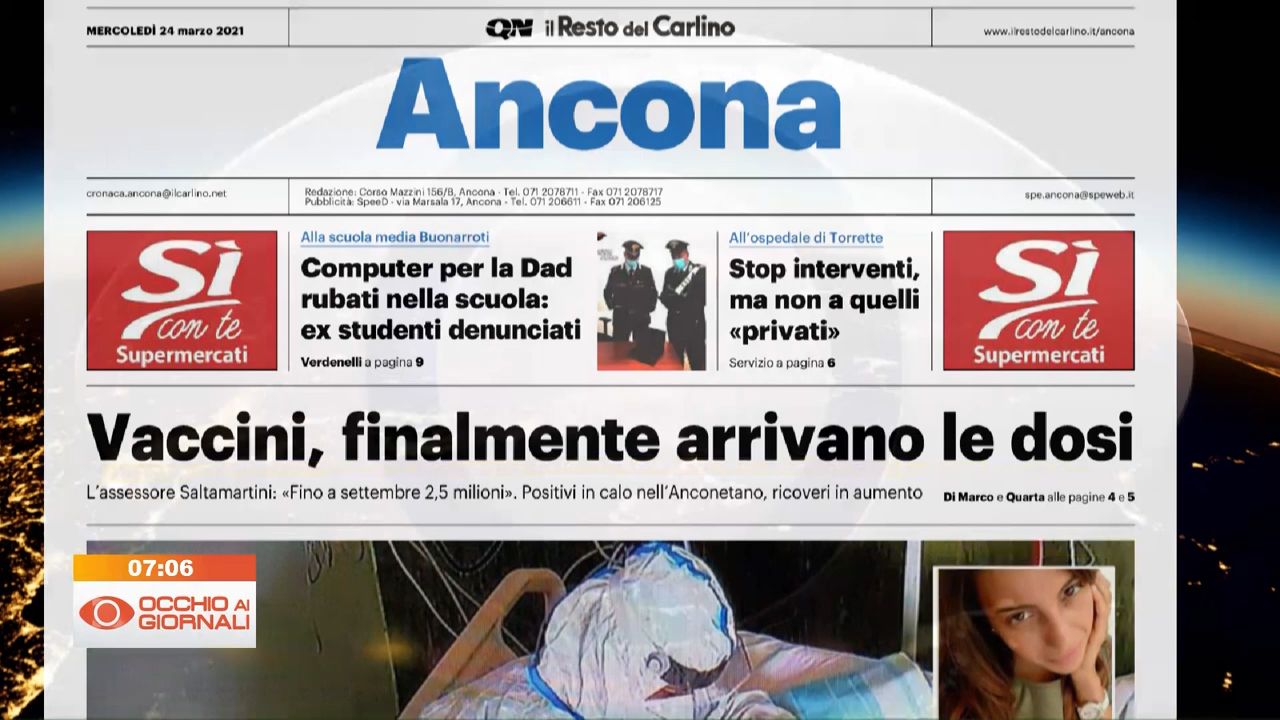 MERCOLEDÌ 24 marzo 2021
QN il Resto del Carlino
www.ilrestodelcarlino.it/ancona
Ancona
cronaca.ancona@ilcarlino.net
Redazione: Corso Mazzini 156/B, Ancona - Tel. 071 2078711 - Fax 071 2078717
Pubblicità: SpeeD - via Marsala 17, Ancona - Tel. 071 206611 - Fax 071 206125
spe.ancona@speweb.it
Sì
con te
Supermercati
Alla scuola media Buonarroti
Computer per la Dad
rubati nella scuola:
ex studenti denunciati
Verdenelli a pagina 9
All'ospedale di Torrette
Stop interventi,
ma non a quelli
«privati»
Servizio a pagina 6
Sì
con te
Supermercati
Vaccini, finalmente arrivano le dosi
L'assessore Saltamartini: «Fino a settembre 2,5 milioni». Positivi in calo nell'Anconetano, ricoveri in aumento
Di Marco e Quarta alle pagine 4 e 5
07:06
OCCHIO AI
GIORNALI